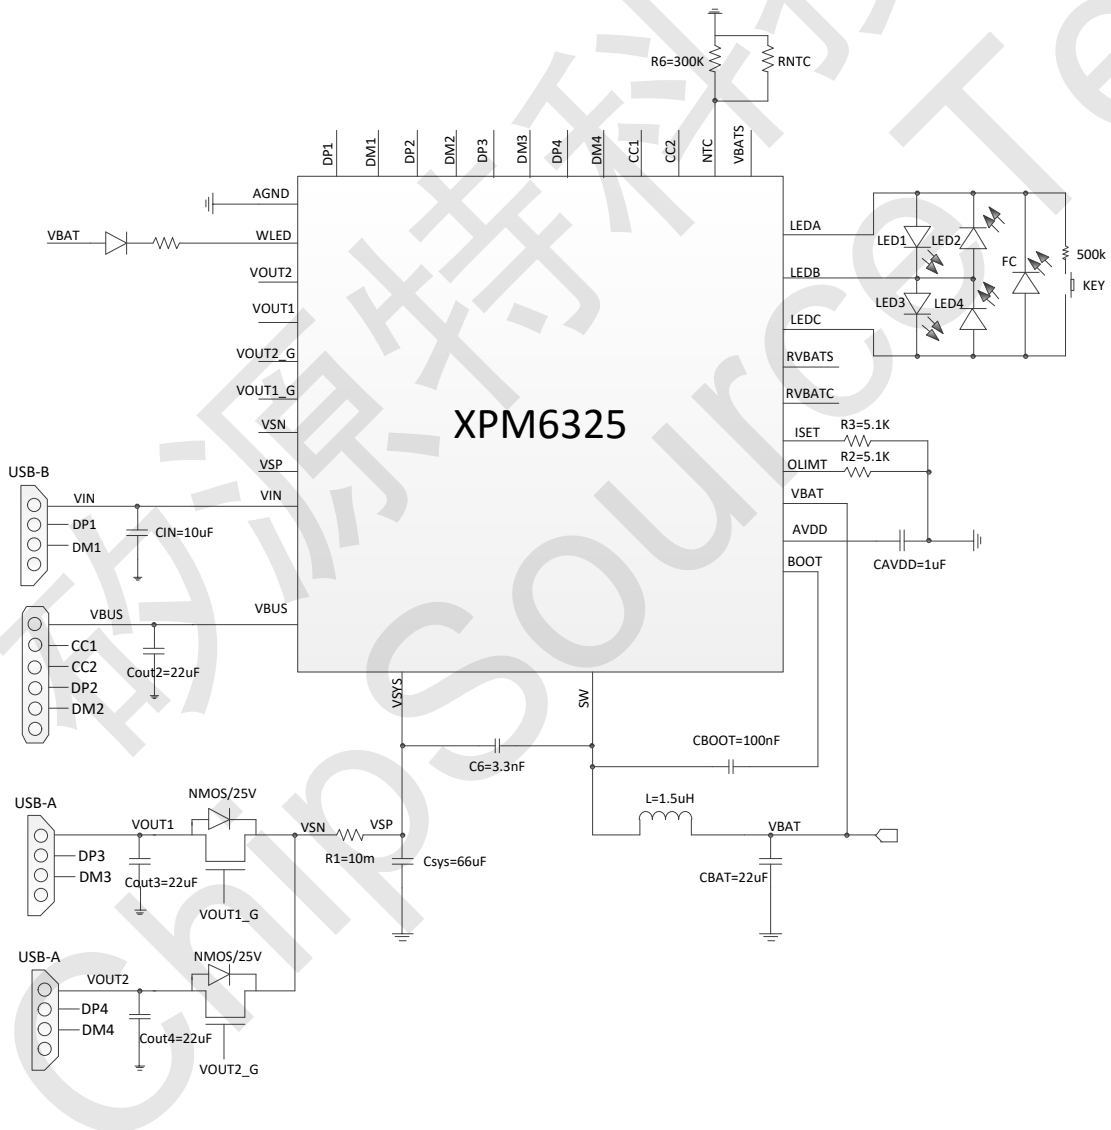 R6=300K
RNTC
DP1
DM1
DP2
DM2
DP3
DM3
DP4
DM4
CC1
CC2
NTC
VBATS
AGND
VBAT
WLED
VOUT2
VOUT1
VOUT2_G
VOUT1_G
VSN
VSP
VIN
VBUS
XPM6325
LEDA
LEDB
LEDC
RVBATS
RVBATC
ISET
OLIMT
VBAT
AVDD
BOOT
LED1
LED2
LED3
LED4
FC
500k
KEY
R3=5.1K
R2=5.1K
CAVDD=1uF
USB-B
VIN
DP1
DM1
CIN=10uF
VBUS
CC1
CC2
DP2
DM2
Cout2=22uF
VSYS
SW
C6=3.3nF
CBOOT=100nF
L=1.5uH
VBAT
CBAT=22uF
USB-A
VOUT1
DP3
DM3
Cout3=22uF
NMOS/25V
VOUT1_G
VSN
VSP
R1=10m
Csys=66uF
USB-A
VOUT2
DP4
DM4
Cout4=22uF
NMOS/25V
VOUT2_G
矽源特科
ChipSourceTe